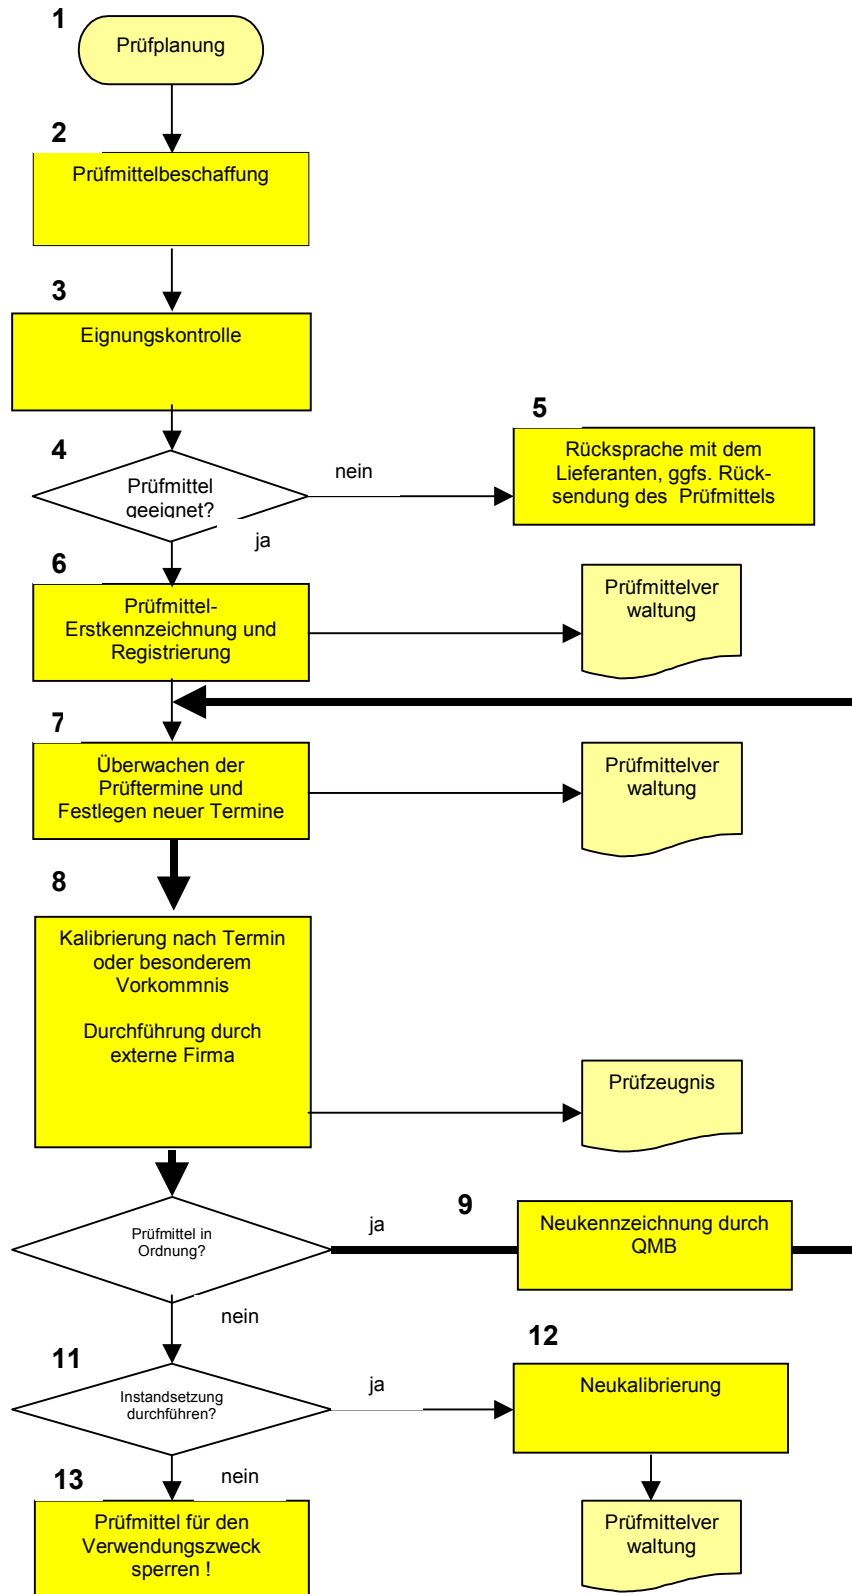 1
Prüfplanung
2
Prüfmittelbeschaffung
3
Eignungskontrolle
4
Prüfmittel
geeignet?
nein
5
Rücksprache mit dem
Lieferanten, ggfs. Rück-
sendung des Prüfmittels
ja
6
Prüfmittel-
Erstkennzeichnung und
Registrierung
Prüfmittelver
waltung
7
Überwachen der
Prüftermine und
Festlegen neuer Termine
Prüfmittelver
waltung
8
Kalibrierung nach Termin
oder besonderem
Vorkommnis
Durchführung durch
externe Firma
Prüfzeugnis
Prüfmittel in
Ordnung?
ja
9
Neukennzeichnung durch
QMB
nein
11
Instandsetzung
durchführen?
ja
12
Neukalibrierung
nein
13
Prüfmittel für den
Verwendungszweck
sperren !
Prüfmittelver
waltung